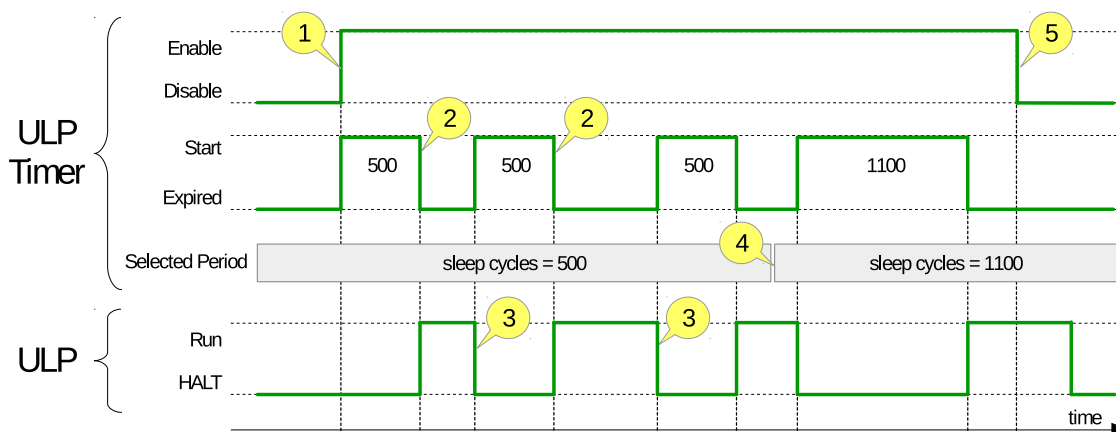 1
5
Enable
Disable
ULP
Timer
2
2
Start
500
500
500
1100
Expired
4
Selected Period
sleep cycles = 500
sleep cycles = 1100
3
3
ULP
Run
HALT
time